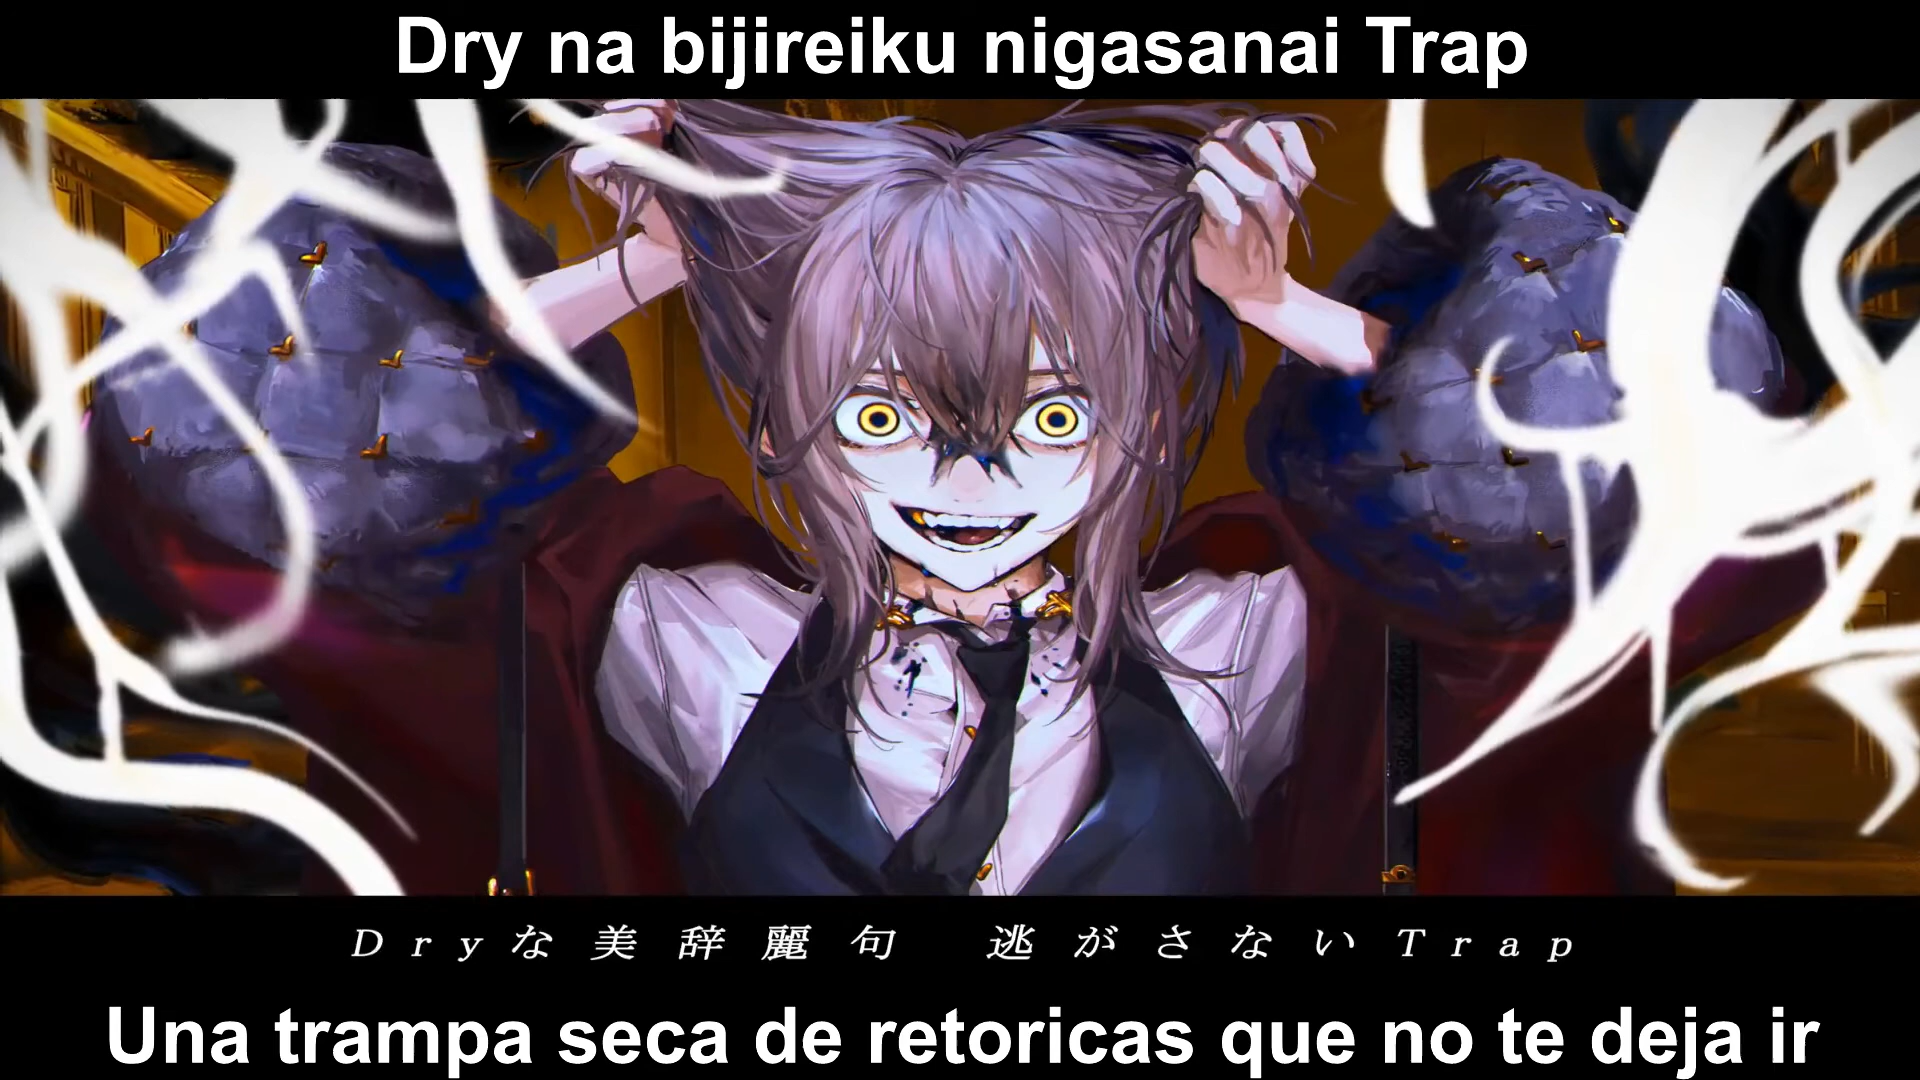 Dry na bijireiku nigasanai Trap
Dryな美辞麗句 逃がさないTrap
Una trampa seca de retoricas que no te deja ir